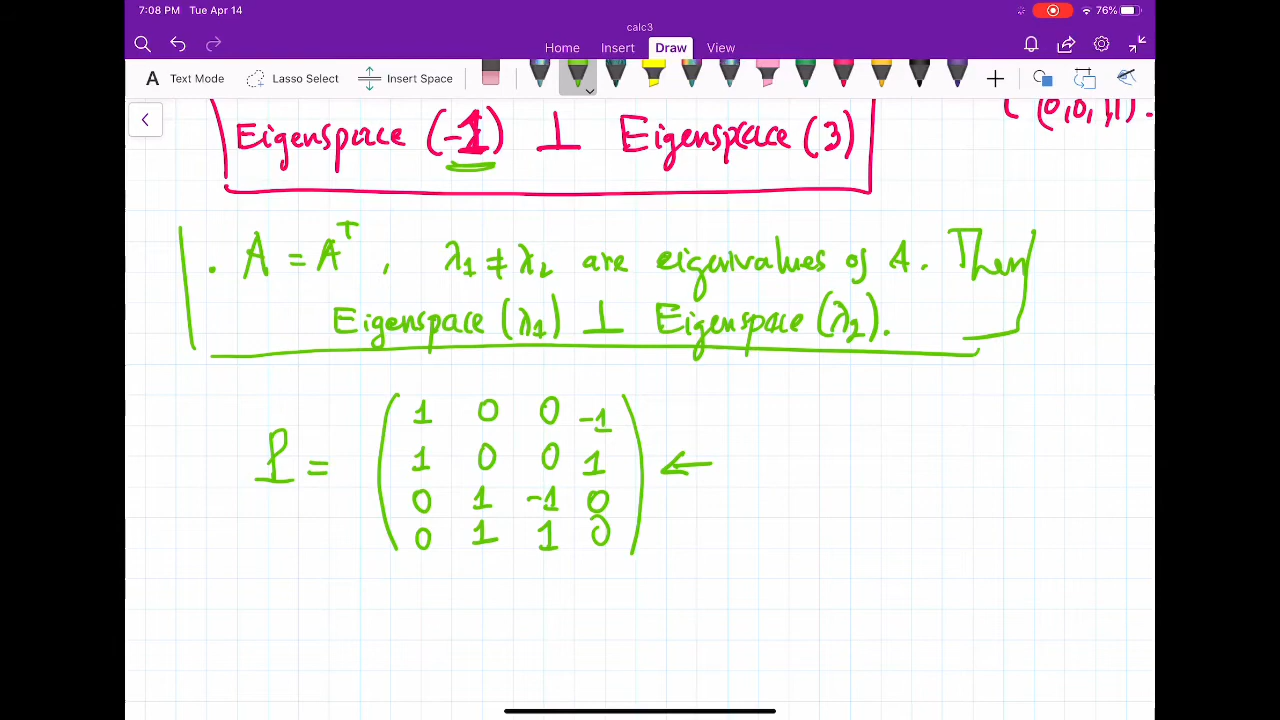 7:08 PM Tue Apr 14
76%
calc3
Home Insert Draw View
A Text Mode Lasso Select Insert Space
Eigenspace (-1) ⊥ Eigenspace (3)
(0,0,1,1).
. A = Aᵀ , λ1 ≠ λ2 are eigenvalues of A. Then
Eigenspace (λ1) ⊥ Eigenspace (λ2).
1 0 0 -1
1 0 0 1
P =
0 1 -1 0
0 1 1 0